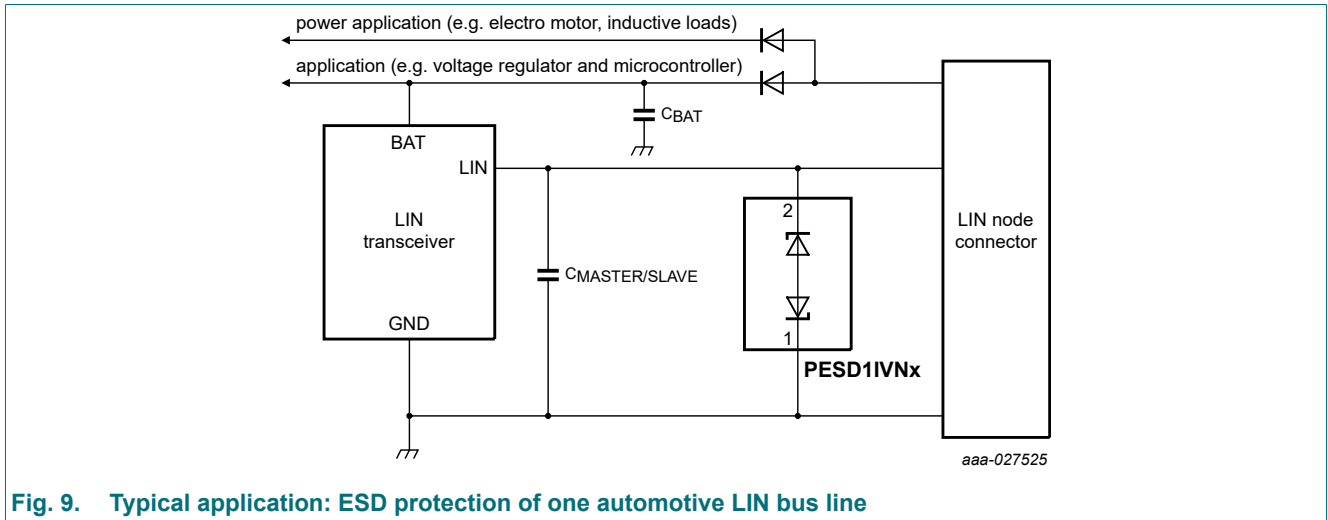 power application (e.g. electro motor, inductive loads)
application (e.g. voltage regulator and microcontroller)
CBAT
BAT
LIN
LIN
transceiver
GND
CMASTER/SLAVE
2
1
PESD1IVNx
LIN node
connector
aaa-027525
Fig. 9. Typical application: ESD protection of one automotive LIN bus line